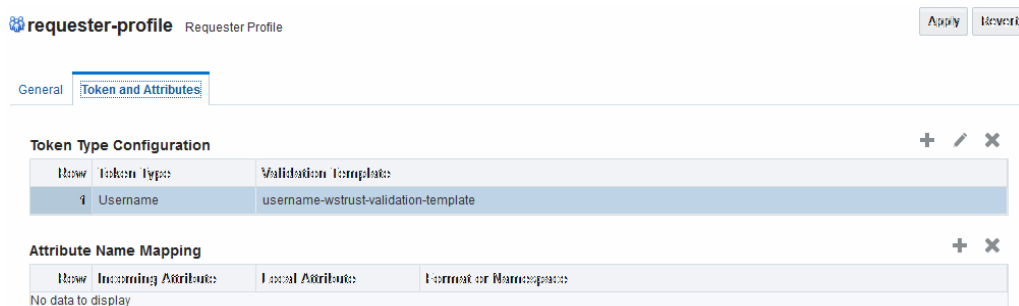 requester-profile Requester Profile Apply Revert
General Token and Attributes
Token Type Configuration
Row Token Type Validation Template
1 Username username-wstrust-validation-template
Attribute Name Mapping
Row Incoming Attribute Local Attribute Format or Namespace
No data to display